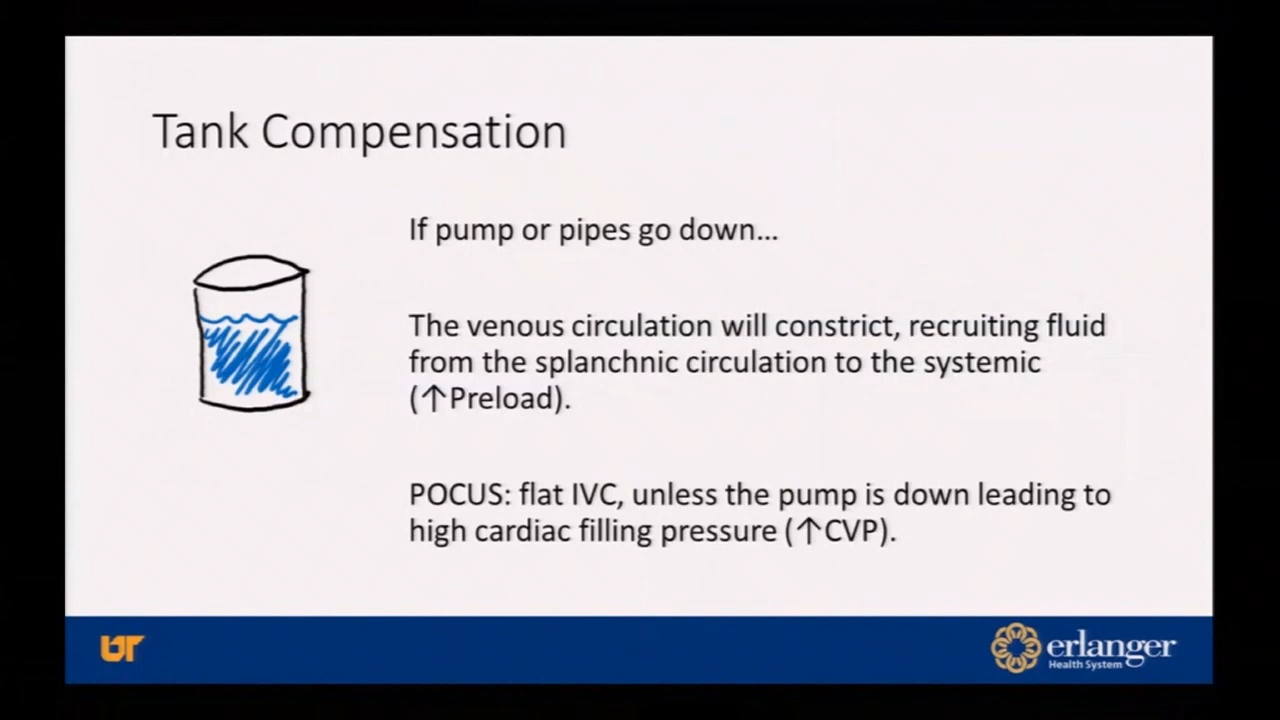 Tank Compensation
If pump or pipes go down...
The venous circulation will constrict, recruiting fluid
from the splanchnic circulation to the systemic
(↑Preload).
POCUS: flat IVC, unless the pump is down leading to
high cardiac filling pressure (↑CVP).
UT
erlanger
Health System